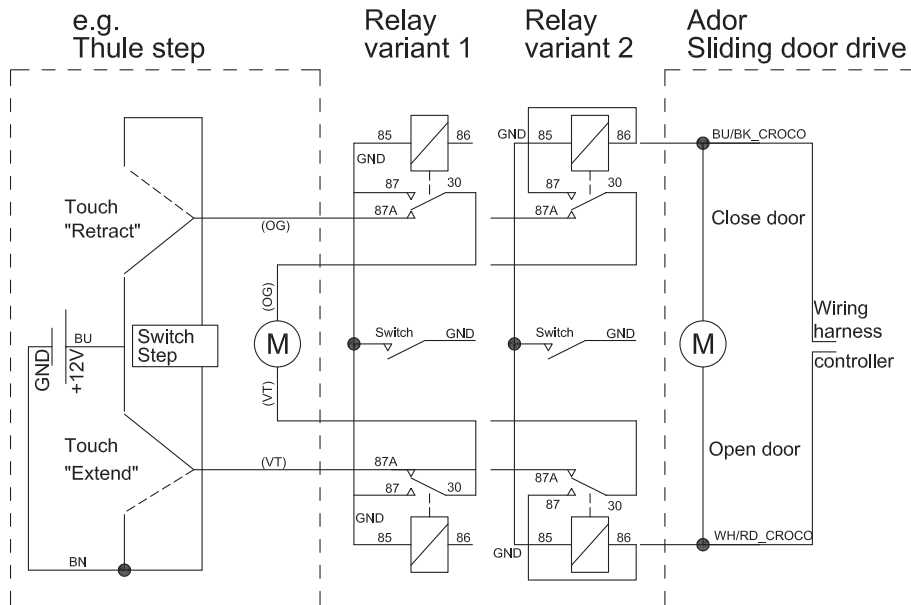 e.g.
Thule step
Relay
variant 1
Relay
variant 2
Ador
Sliding door drive
85
86
GND
GND
85
86
BU/BK_CROCO
87
30
87A
87
30
87A
Touch
"Retract"
(OG)
Close door
(OG)
GND
+12V
BU
Switch
Step
M
Switch
GND
Switch
GND
M
Wiring
harness
controller
(VT)
Touch
"Extend"
(VT)
87A
87
30
87A
87
30
Open door
GND
85
86
GND
85
86
WH/RD_CROCO
BN